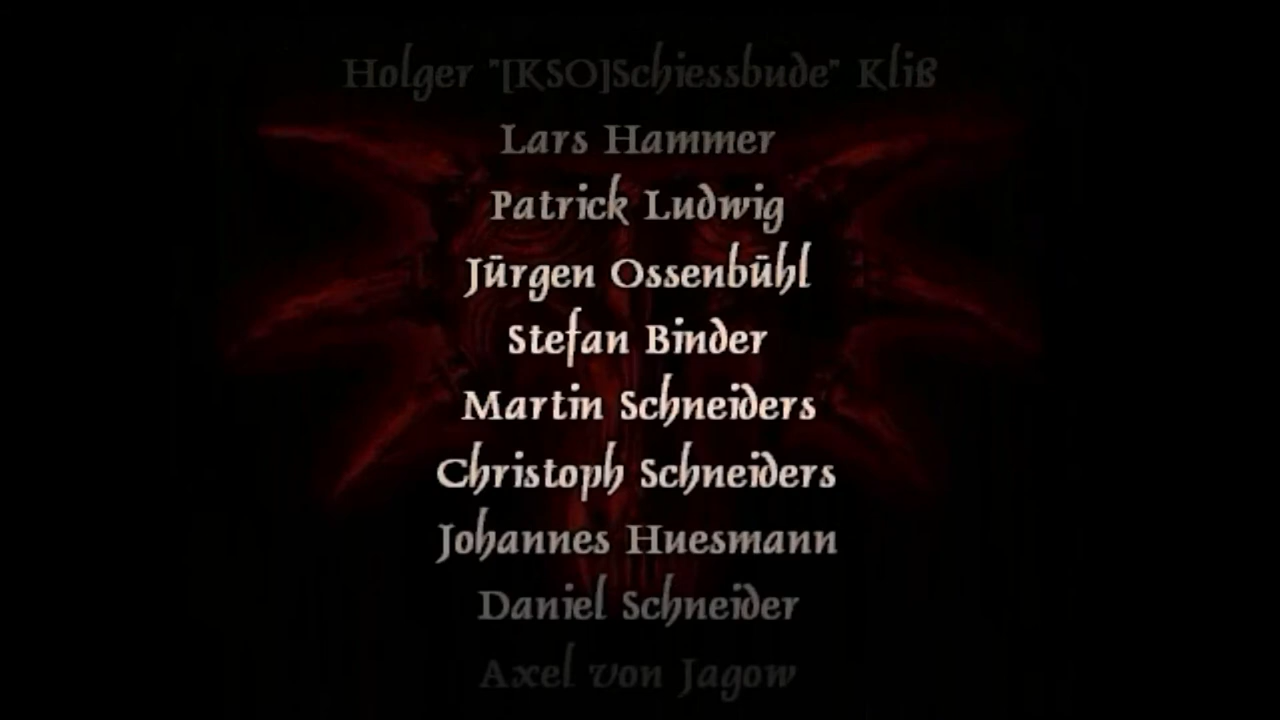 Holger "[KSO]Schiessbude" Kliß
Lars Hammer
Patrick Ludwig
Jürgen Ossenbühl
Stefan Binder
Martin Schneiders
Christoph Schneiders
Johannes Huesmann
Daniel Schneider
Axel von Jagow